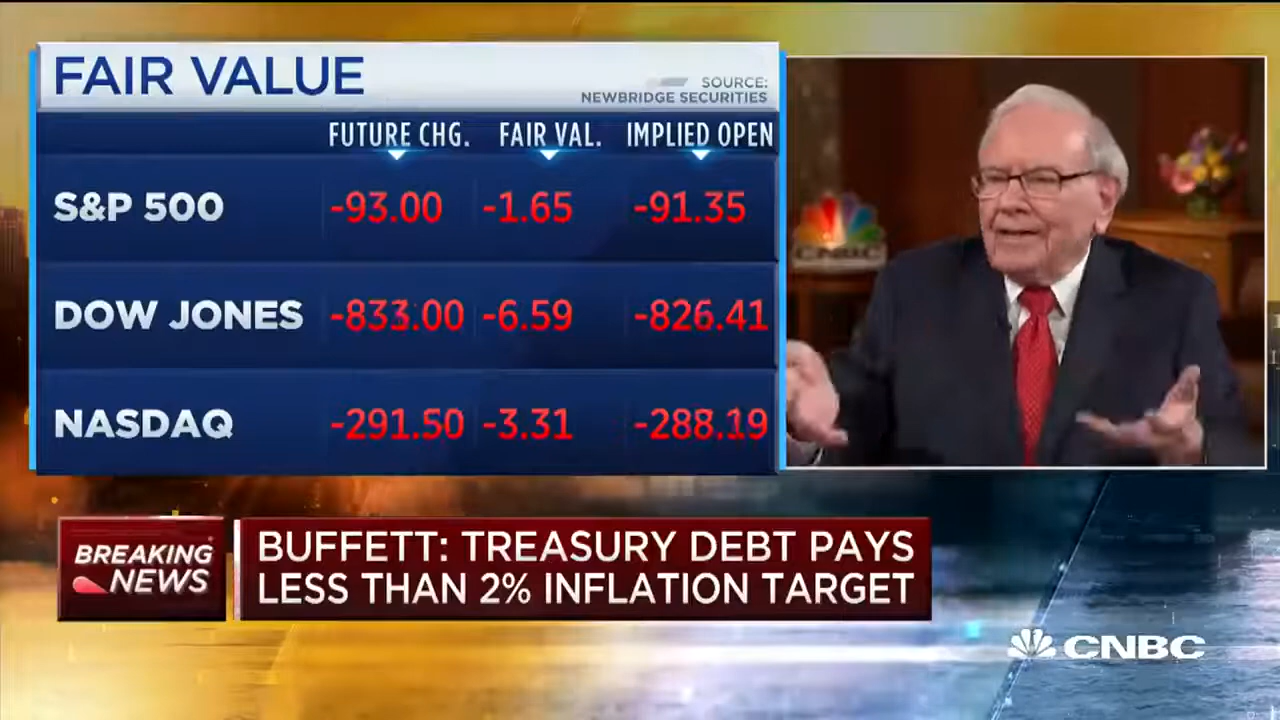 FAIR VALUE
SOURCE:
NEWBRIDGE SECURITIES
FUTURE CHG. FAIR VAL. IMPLIED OPEN
S&P 500 -93.00 -1.65 -91.35
DOW JONES -833.00 -6.59 -826.41
NASDAQ -291.50 -3.31 -288.19
CNBC
BREAKING
NEWS
BUFFETT: TREASURY DEBT PAYS
LESS THAN 2% INFLATION TARGET
CNBC